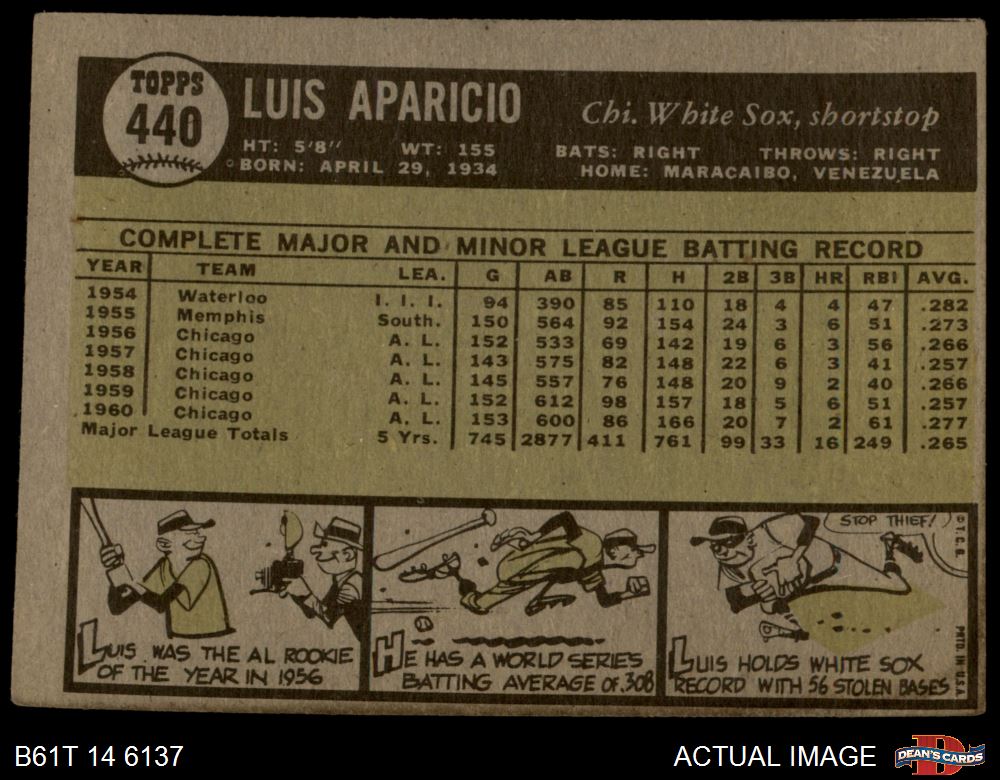 TOPPS
440
LUIS APARICIO
Chi. White Sox, shortstop
HT: 5'8" WT: 155 BATS: RIGHT THROWS: RIGHT
BORN: APRIL 29, 1934 HOME: MARACAIBO, VENEZUELA
COMPLETE MAJOR AND MINOR LEAGUE BATTING RECORD
YEAR TEAM LEA. G AB R H 2B 3B HR RBI AVG.
1954 Waterloo I. I. I. 94 390 85 110 18 4 4 47 .282
1955 Memphis South. 150 564 92 154 24 3 6 51 .273
1956 Chicago A. L. 152 533 69 142 19 6 3 56 .266
1957 Chicago A. L. 143 575 82 148 22 6 3 41 .257
1958 Chicago A. L. 145 557 76 148 20 9 2 40 .266
1959 Chicago A. L. 152 612 98 157 18 5 6 51 .257
1960 Chicago A. L. 153 600 86 166 20 7 2 61 .277
Major League Totals 5 Yrs. 745 2877 411 761 99 33 16 249 .265
LUIS WAS THE AL ROOKIE
OF THE YEAR IN 1956
HE HAS A WORLD SERIES
BATTING AVERAGE OF .308
STOP THIEF!
LUIS HOLDS WHITE SOX
RECORD WITH 56 STOLEN BASES
© T. C. G.
PRTD. IN U.S.A.
B61T 14 6137
ACTUAL IMAGE
DEAN'S CARDS